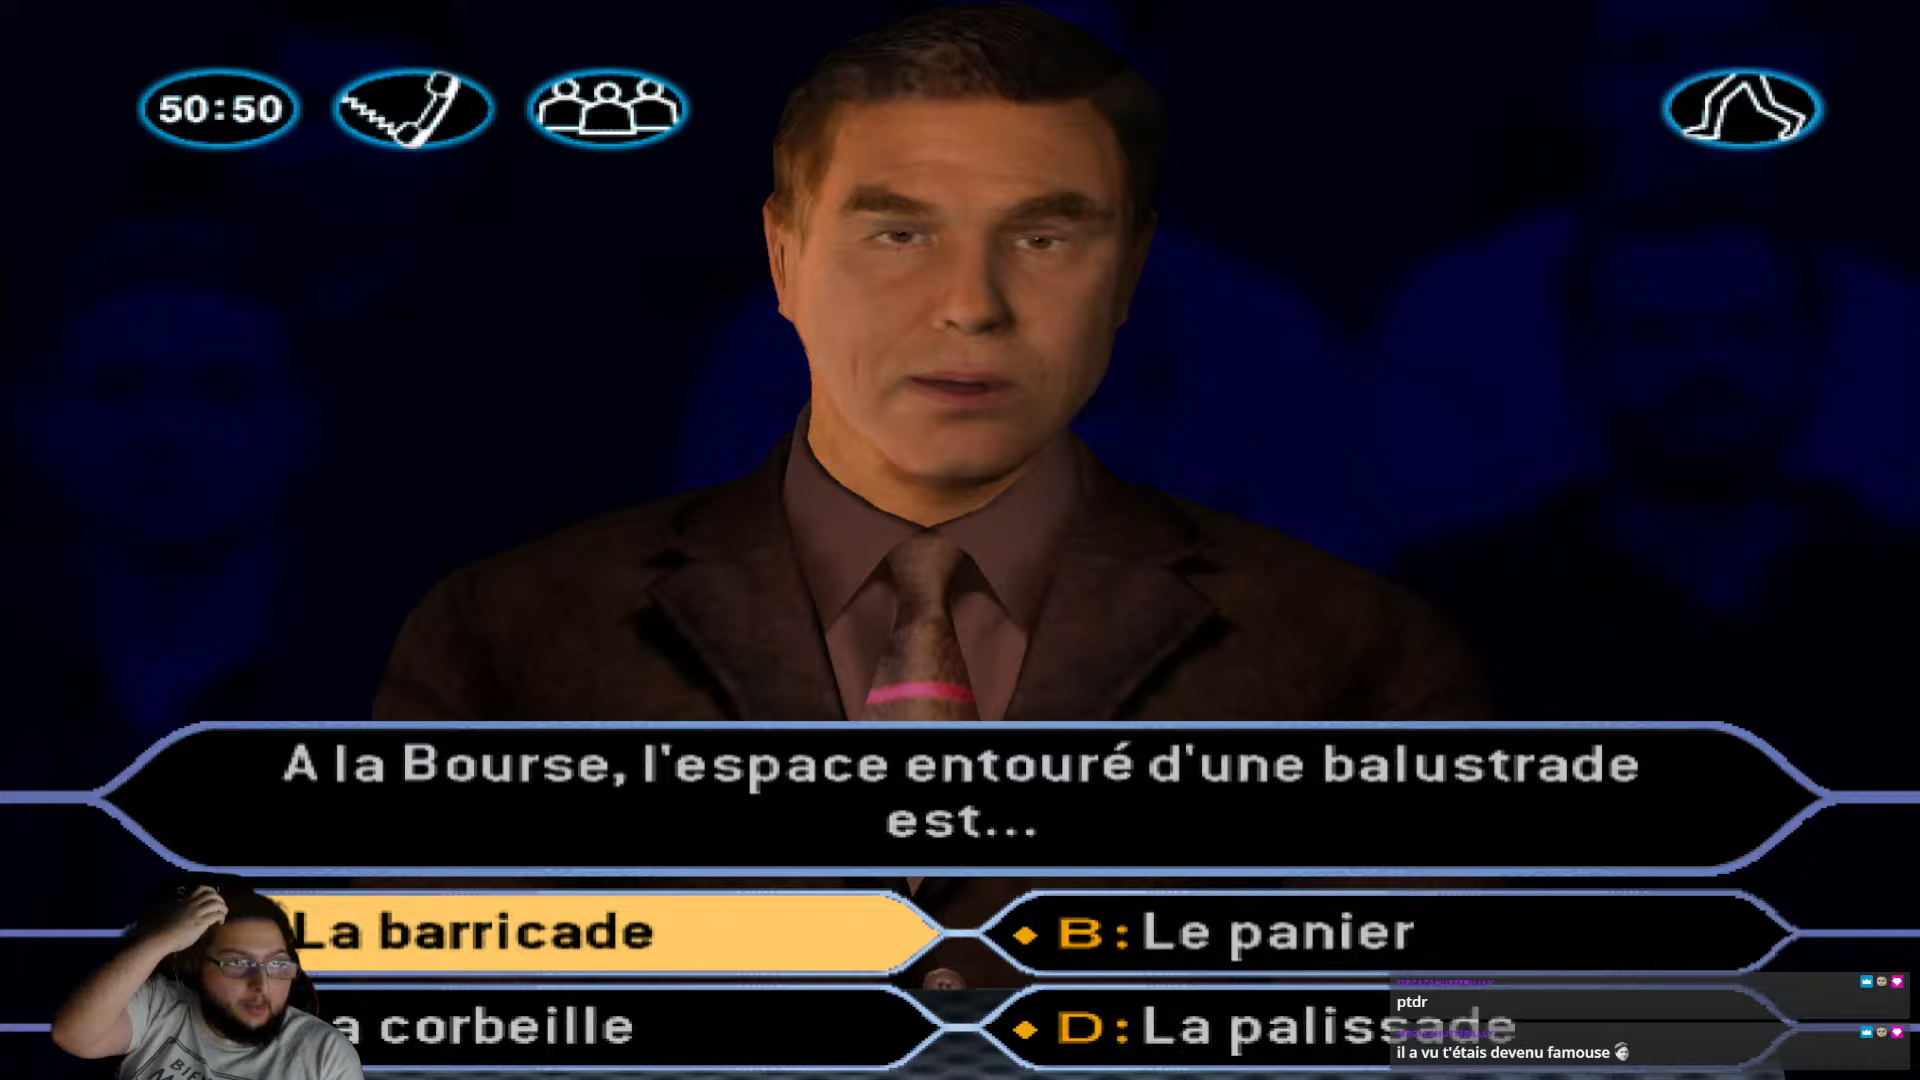 50:50
A la Bourse, l'espace entouré d'une balustrade
est...
La barricade
B: Le panier
a corbeille
D: La palissade
ptdr
il a vu t'étais devenu famouse
BIEN